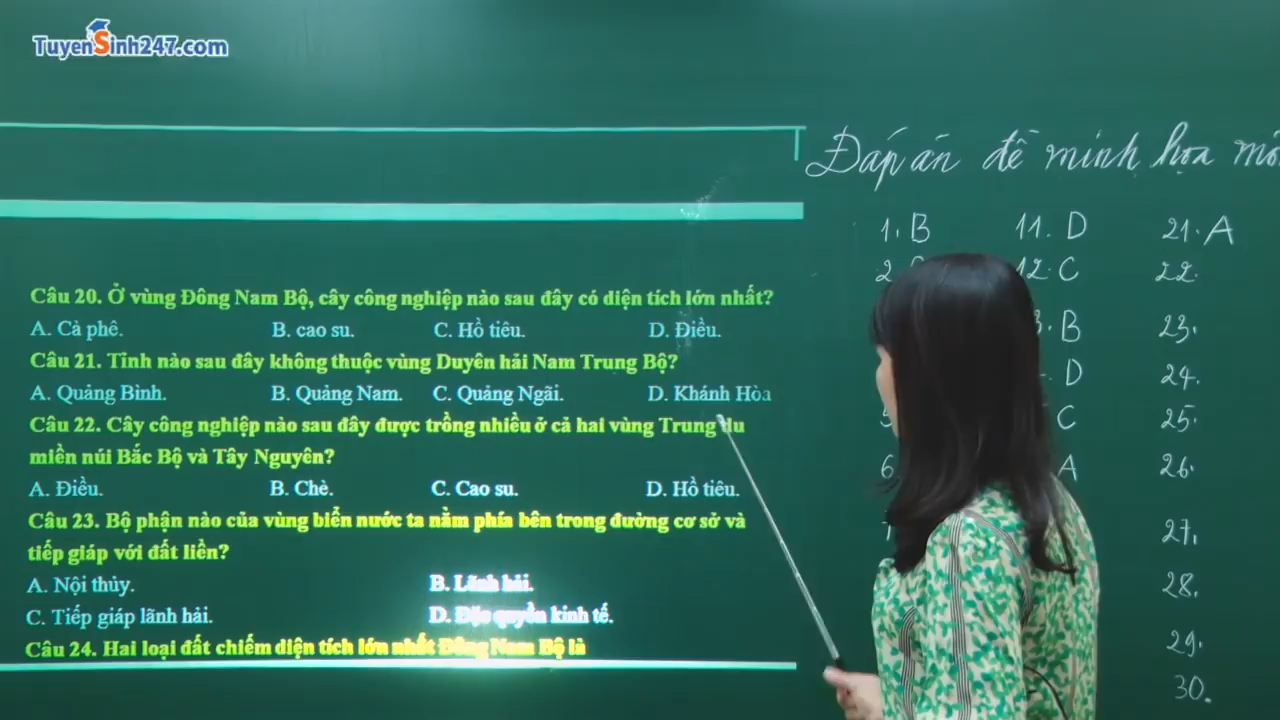 TuyenSinh247.com
Câu 20. Ở vùng Đông Nam Bộ, cây công nghiệp nào sau đây có diện tích lớn nhất?
A. Cà phê. B. cao su. C. Hồ tiêu. D. Điều.
Câu 21. Tỉnh nào sau đây không thuộc vùng Duyên hải Nam Trung Bộ?
A. Quảng Bình. B. Quảng Nam. C. Quảng Ngãi. D. Khánh Hòa
Câu 22. Cây công nghiệp nào sau đây được trồng nhiều ở cả hai vùng Trung du
miền núi Bắc Bộ và Tây Nguyên?
A. Điều. B. Chè. C. Cao su. D. Hồ tiêu.
Câu 23. Bộ phận nào của vùng biển nước ta nằm phía bên trong đường cơ sở và
tiếp giáp với đất liền?
A. Nội thủy. B. Lãnh hải.
C. Tiếp giáp lãnh hải. D. Đặc quyền kinh tế.
Câu 24. Hai loại đất chiếm diện tích lớn nhất Đông Nam Bộ là
Đáp án đề minh họa
1. B 11. D 21. A
2. 12. C 22.
B 23.
D 24.
C 25.
6. A 26.
27.
28.
29.
30.